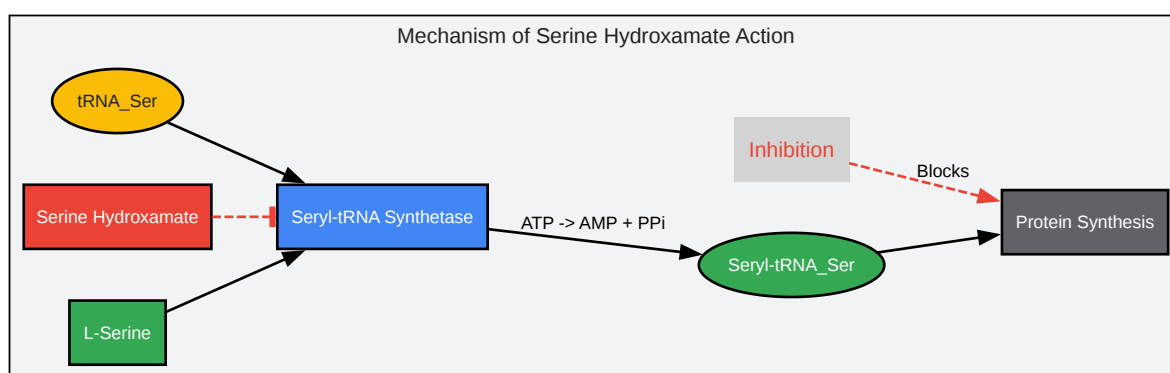 Mechanism of Serine Hydroxamate Action
tRNA_Ser
Inhibition
Blocks
Serine Hydroxamate
Seryl-tRNA Synthetase
ATP -> AMP + PPi
Protein Synthesis
Seryl-tRNA_Ser
L-Serine